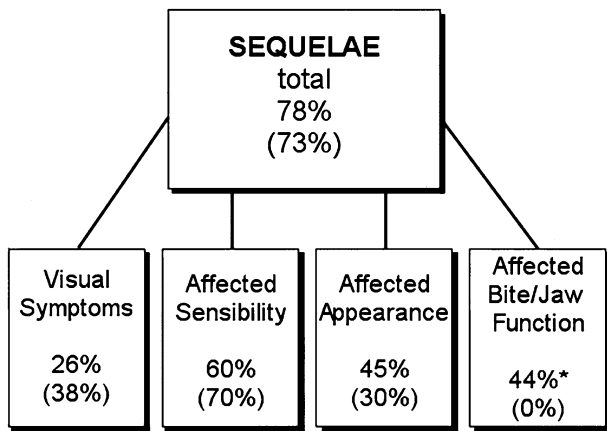 SEQUELAE
total
78%
(73%)
Visual
Symptoms
26%
(38%)
Affected
Sensibility
60%
(70%)
Affected
Appearance
45%
(30%)
Affected
Bite/Jaw
Function
44%*
(0%)